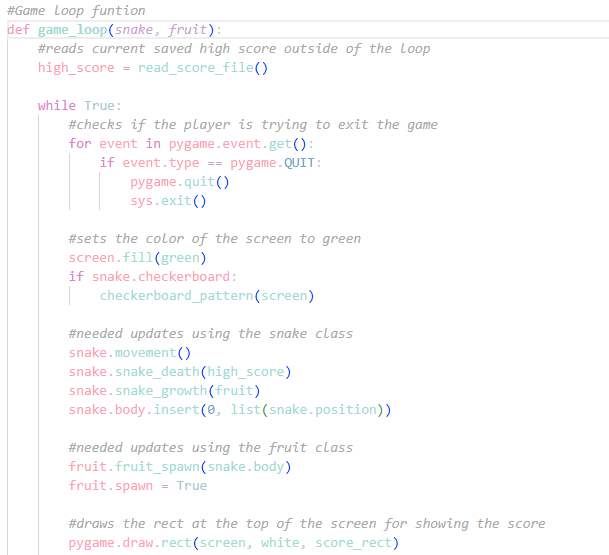 #Game loop funtion
def game_loop(snake, fruit):
#reads current saved high score outside of the loop
high_score = read_score_file()
while True:
#checks if the player is trying to exit the game
for event in pygame.event.get():
if event.type == pygame.QUIT:
pygame.quit()
sys.exit()
#sets the color of the screen to green
screen.fill(green)
if snake.checkerboard:
checkerboard_pattern(screen)
#needed updates using the snake class
snake.movement()
snake.snake_death(high_score)
snake.snake_growth(fruit)
snake.body.insert(0, list(snake.position))
#needed updates using the fruit class
fruit.fruit_spawn(snake.body)
fruit.spawn = True
#draws the rect at the top of the screen for showing the score
pygame.draw.rect(screen, white, score_rect)